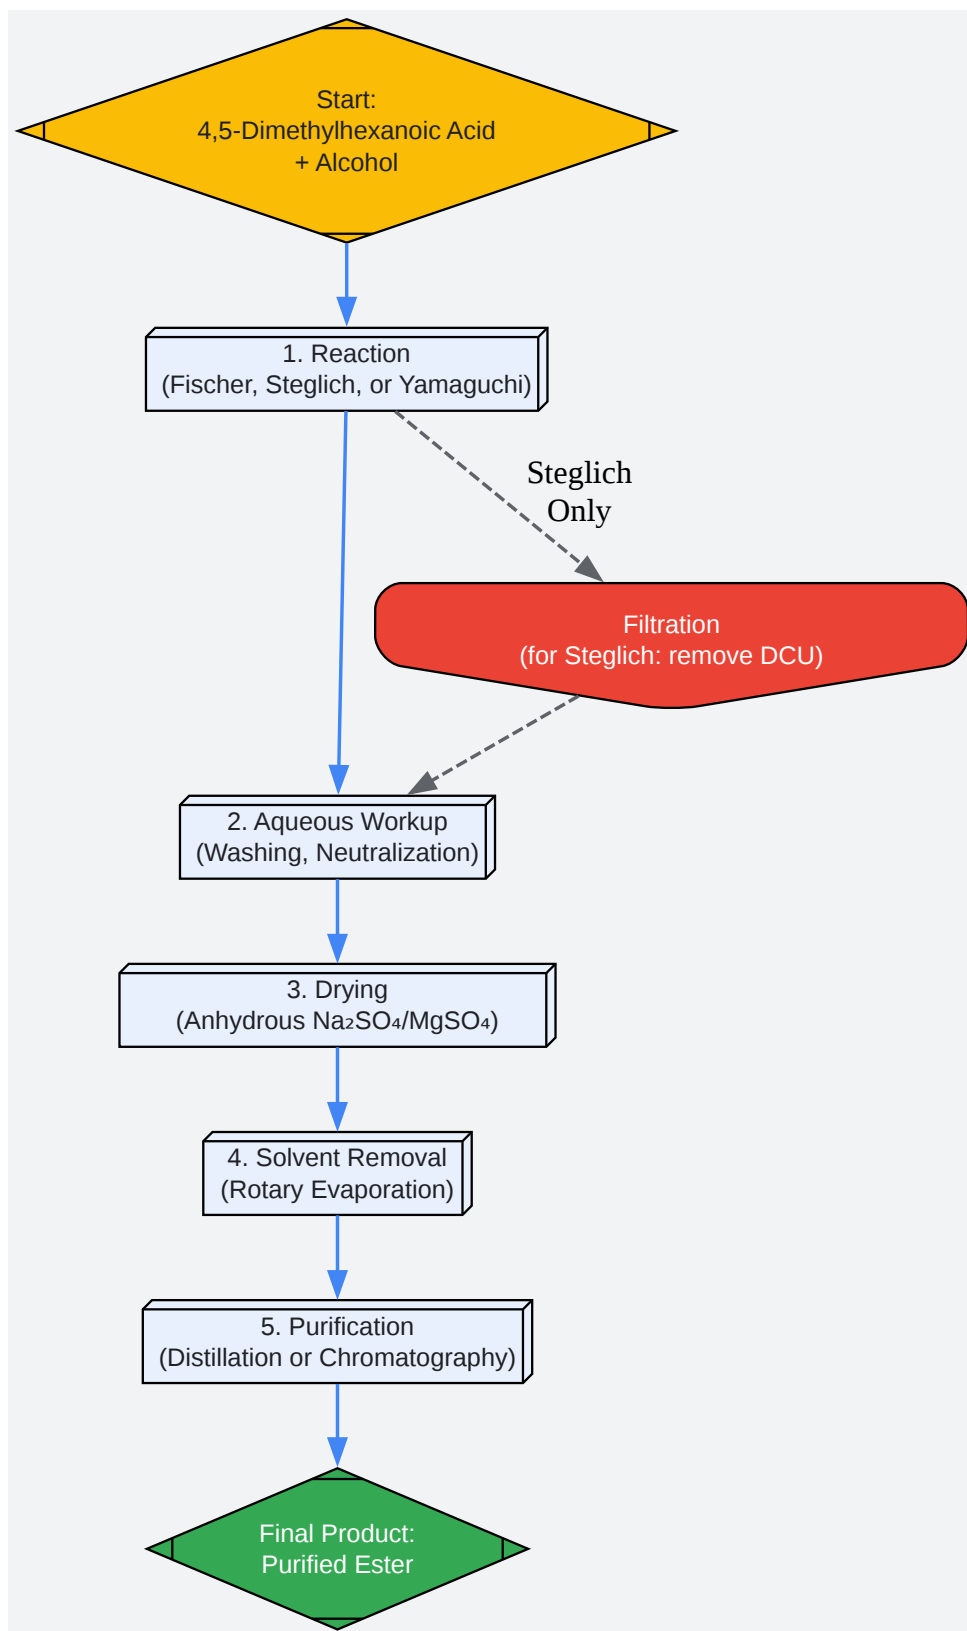 Start:
4,5-Dimethylhexanoic Acid
+ Alcohol
1. Reaction
(Fischer, Steglich, or Yamaguchi)
Steglich
Only
Filtration
(for Steglich: remove DCU)
2. Aqueous Workup
(Washing, Neutralization)
3. Drying
(Anhydrous Na₂SO₄/MgSO₄)
4. Solvent Removal
(Rotary Evaporation)
5. Purification
(Distillation or Chromatography)
Final Product:
Purified Ester